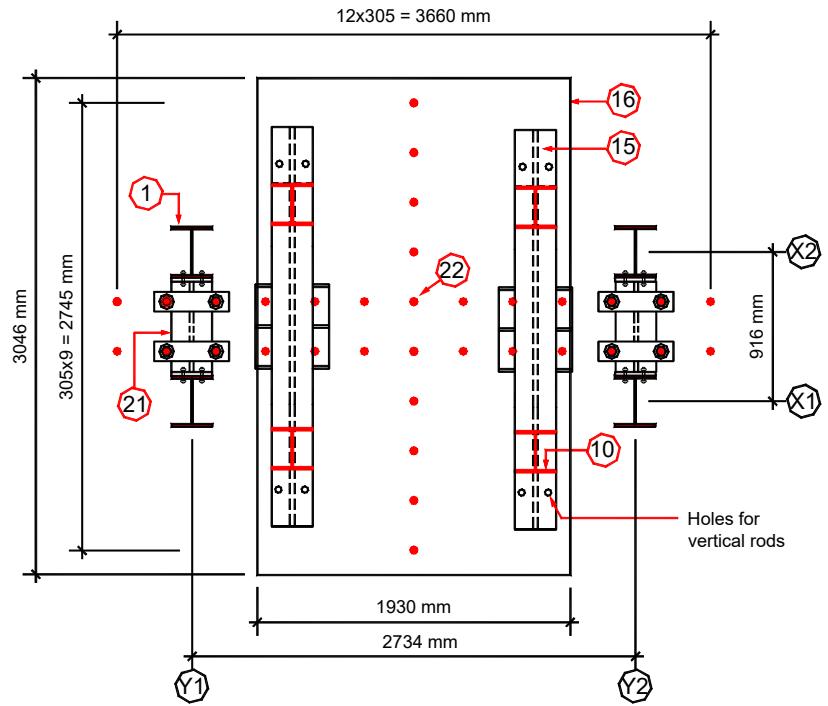 12x305 = 3660 mm
16
15
1
X2
22
3046 mm
305x9 = 2745 mm
916 mm
21
X1
10
Holes for
vertical rods
1930 mm
2734 mm
Y1
Y2